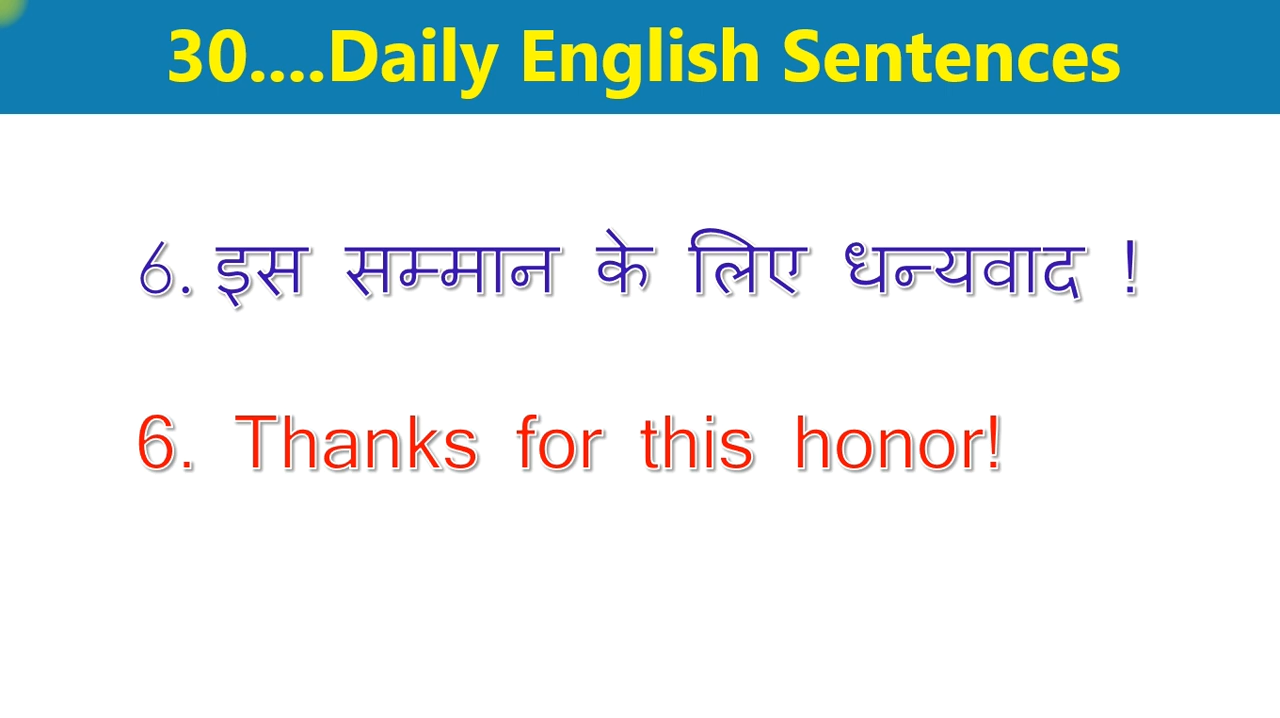 30....Daily English Sentences
6. इस सम्मान के लिए धन्यवाद !
6. Thanks for this honor!